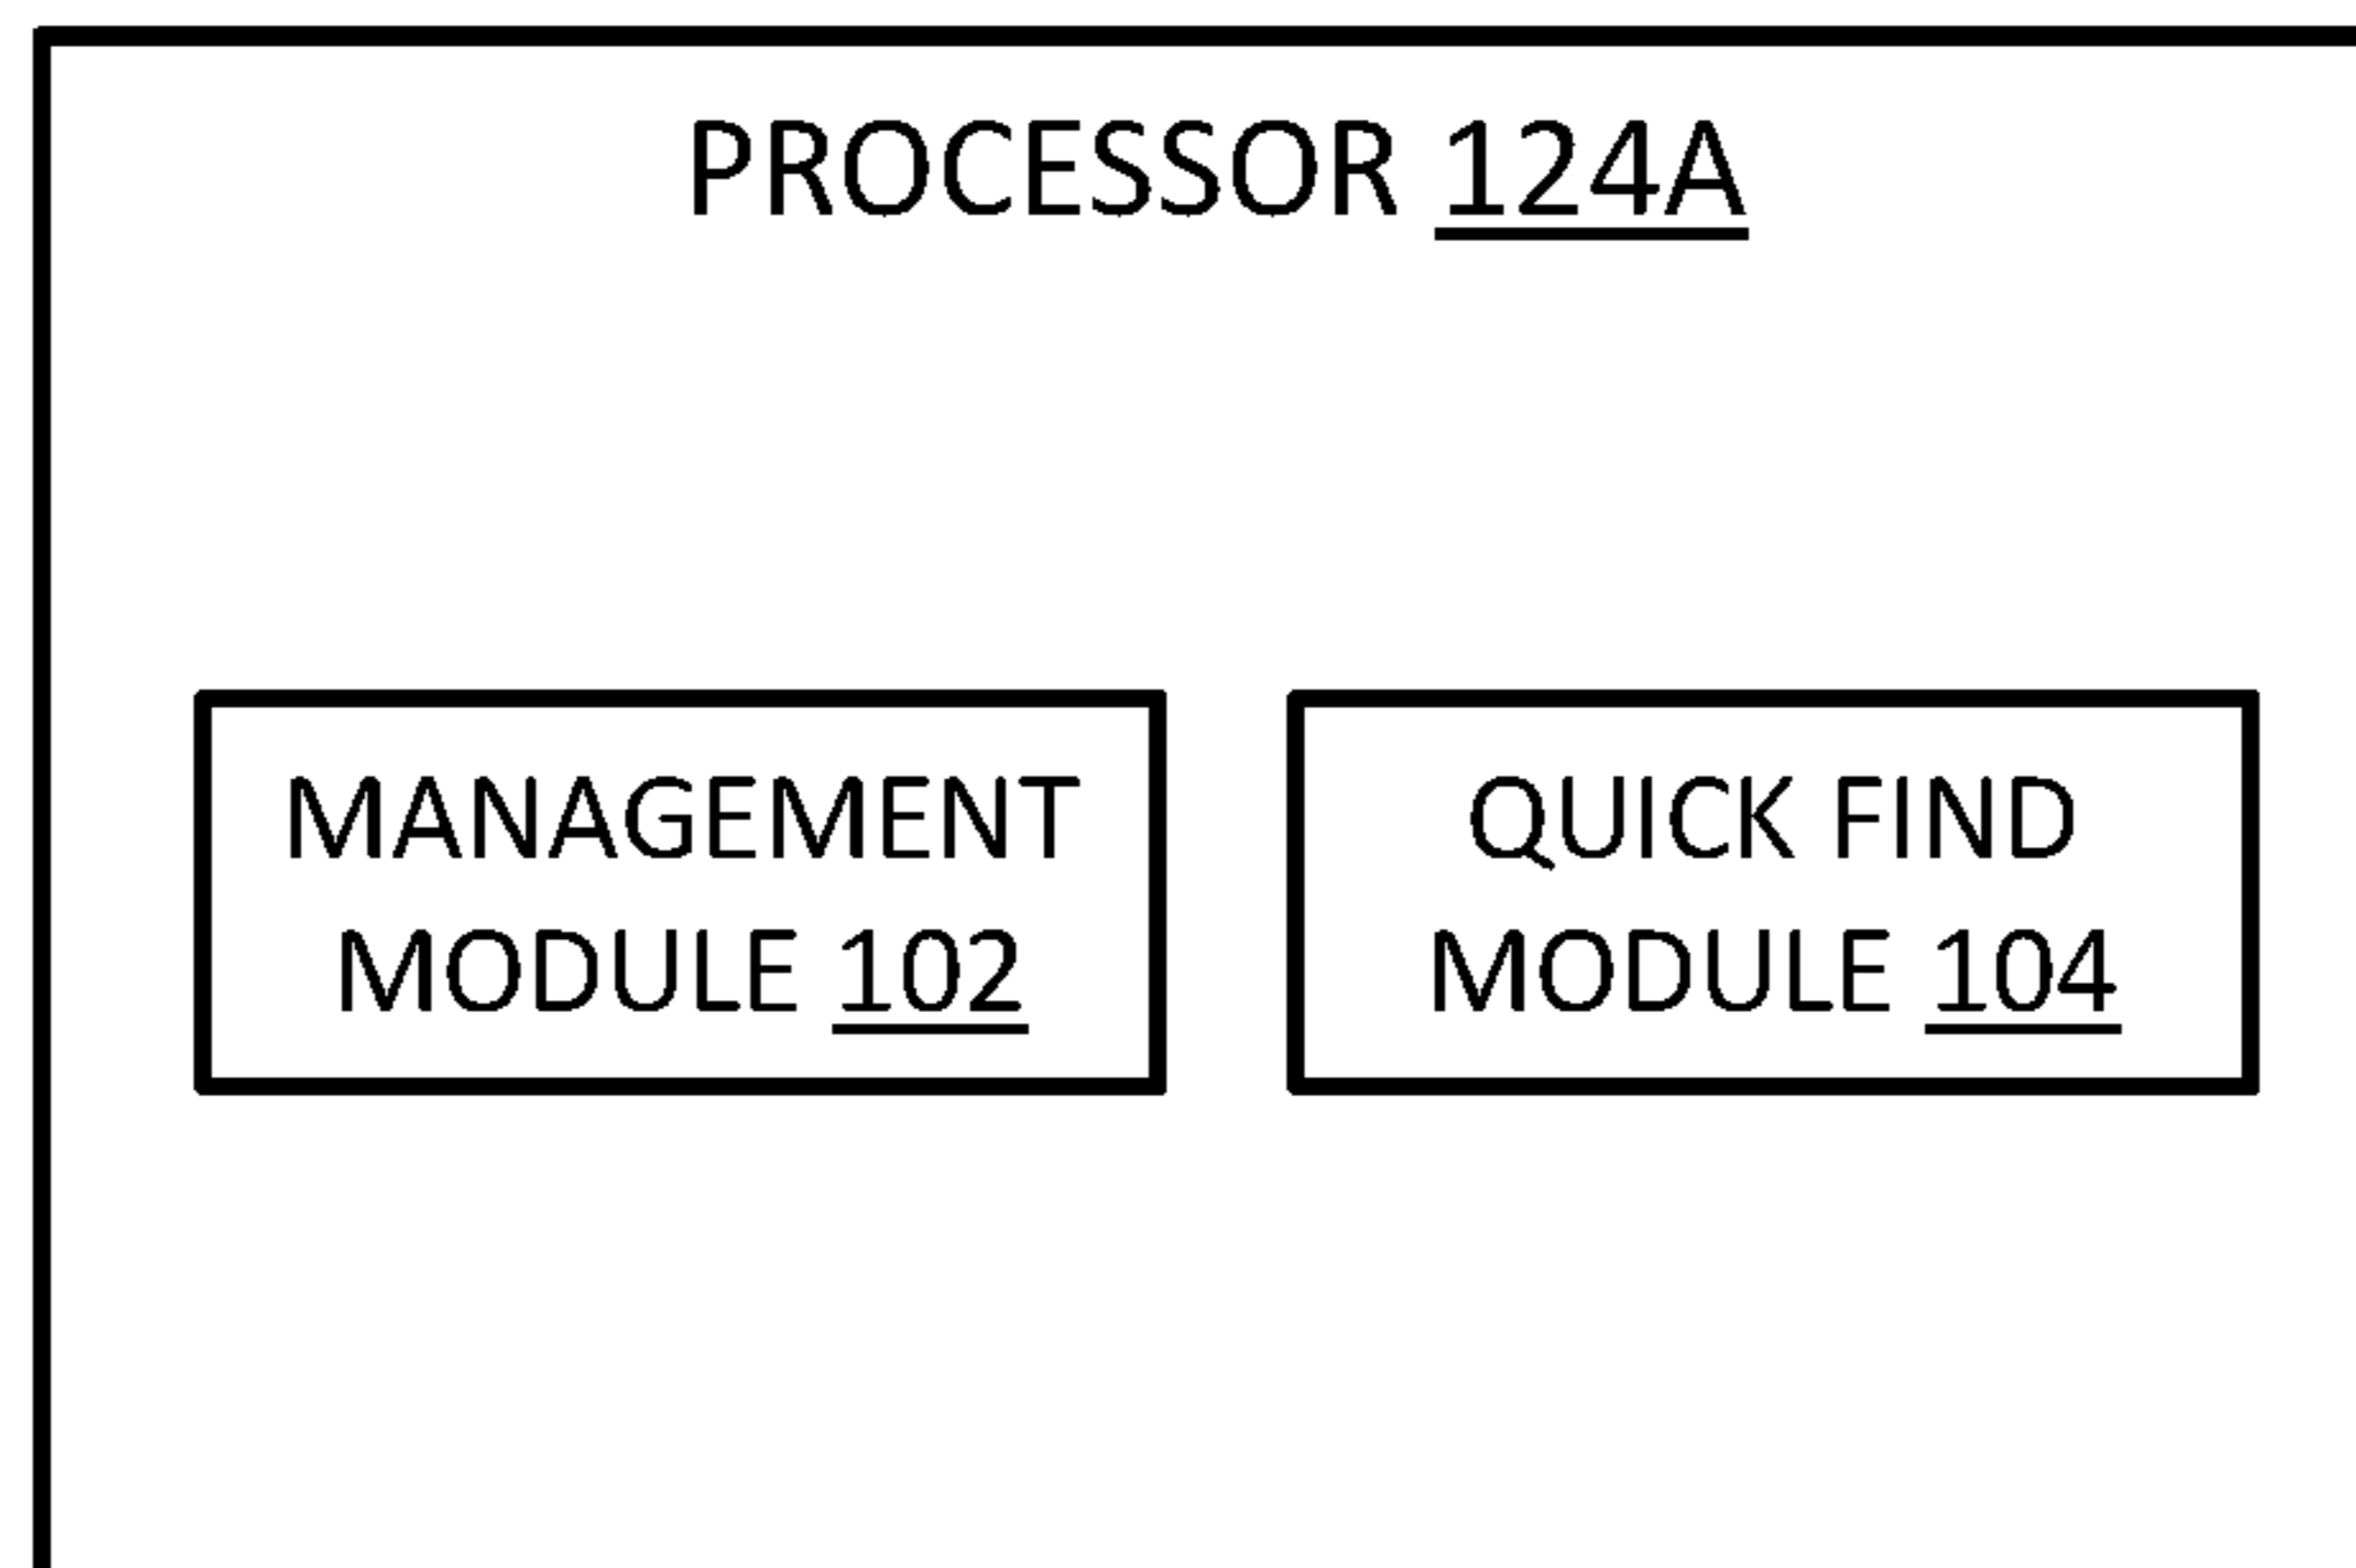 PROCESSOR 124A
MANAGEMENT
MODULE 102
QUICK FIND
MODULE 104